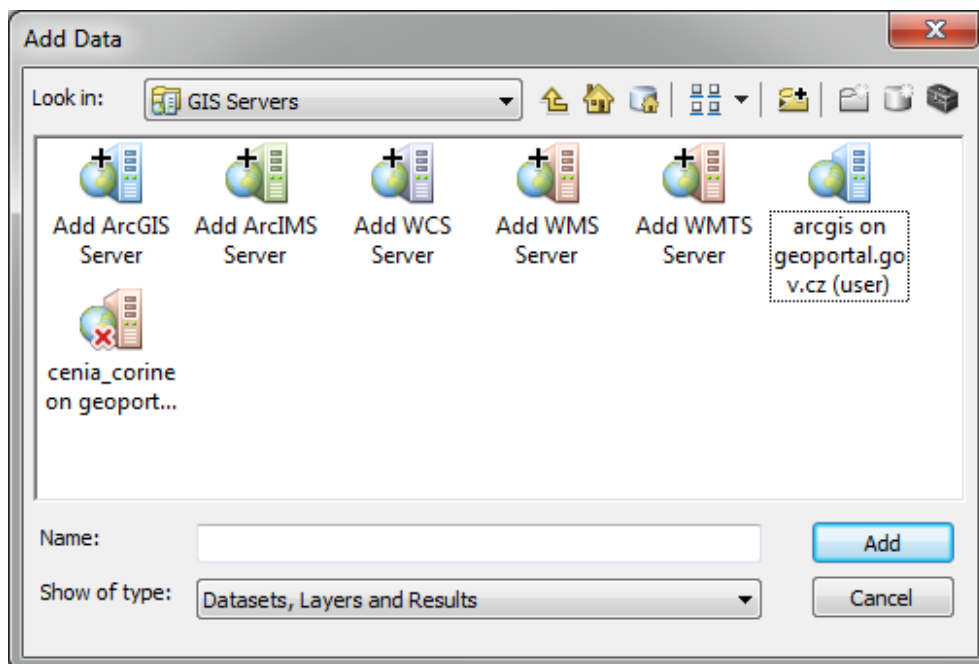 Add Data
Look in:
GIS Servers
Add ArcGIS
Server
Add ArcIMS
Server
Add WCS
Server
Add WMS
Server
Add WMTS
Server
arcgis on
geoportal.go
v.cz (user)
cenia_corine
on geoport...
Name:
Add
Show of type:
Datasets, Layers and Results
Cancel